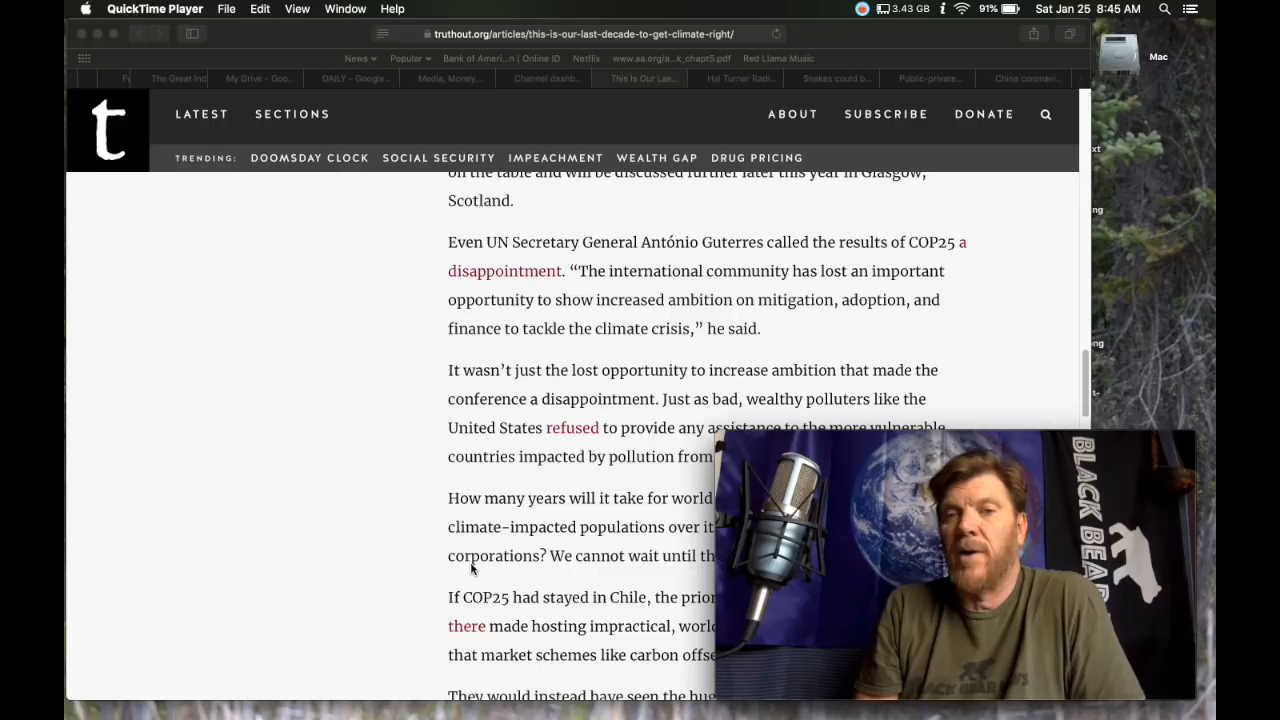 QuickTime Player File Edit View Window Help
3.43 GB 91% Sat Jan 25 8:45 AM
truthout.org/articles/this-is-our-last-decade-to-get-climate-right/
News Popular Bank of Ameri...n | Online ID Netflix www.aa.org/a...k_chapt5.pdf Red Llama Music
The Great Ind My Drive - Goo... DAILY - Google... Media, Money,... Channel dashb... This Is Our Las... Hal Turner Radi... Snakes could b... Public-private... China coronavi...
Mac
t
LATEST SECTIONS ABOUT SUBSCRIBE DONATE
TRENDING: DOOMSDAY CLOCK SOCIAL SECURITY IMPEACHMENT WEALTH GAP DRUG PRICING
on the table and will be discussed further later this year in Glasgow,
Scotland.
Even UN Secretary General António Guterres called the results of COP25 a
disappointment. “The international community has lost an important
opportunity to show increased ambition on mitigation, adoption, and
finance to tackle the climate crisis,” he said.
It wasn’t just the lost opportunity to increase ambition that made the
conference a disappointment. Just as bad, wealthy polluters like the
United States refused to provide any assistance to the more vulnerable
countries impacted by pollution from
How many years will it take for world
climate-impacted populations over it
corporations? We cannot wait until th
If COP25 had stayed in Chile, the prior
there made hosting impractical, worl
that market schemes like carbon offse
They would instead have seen the hug
BLACK BEAR